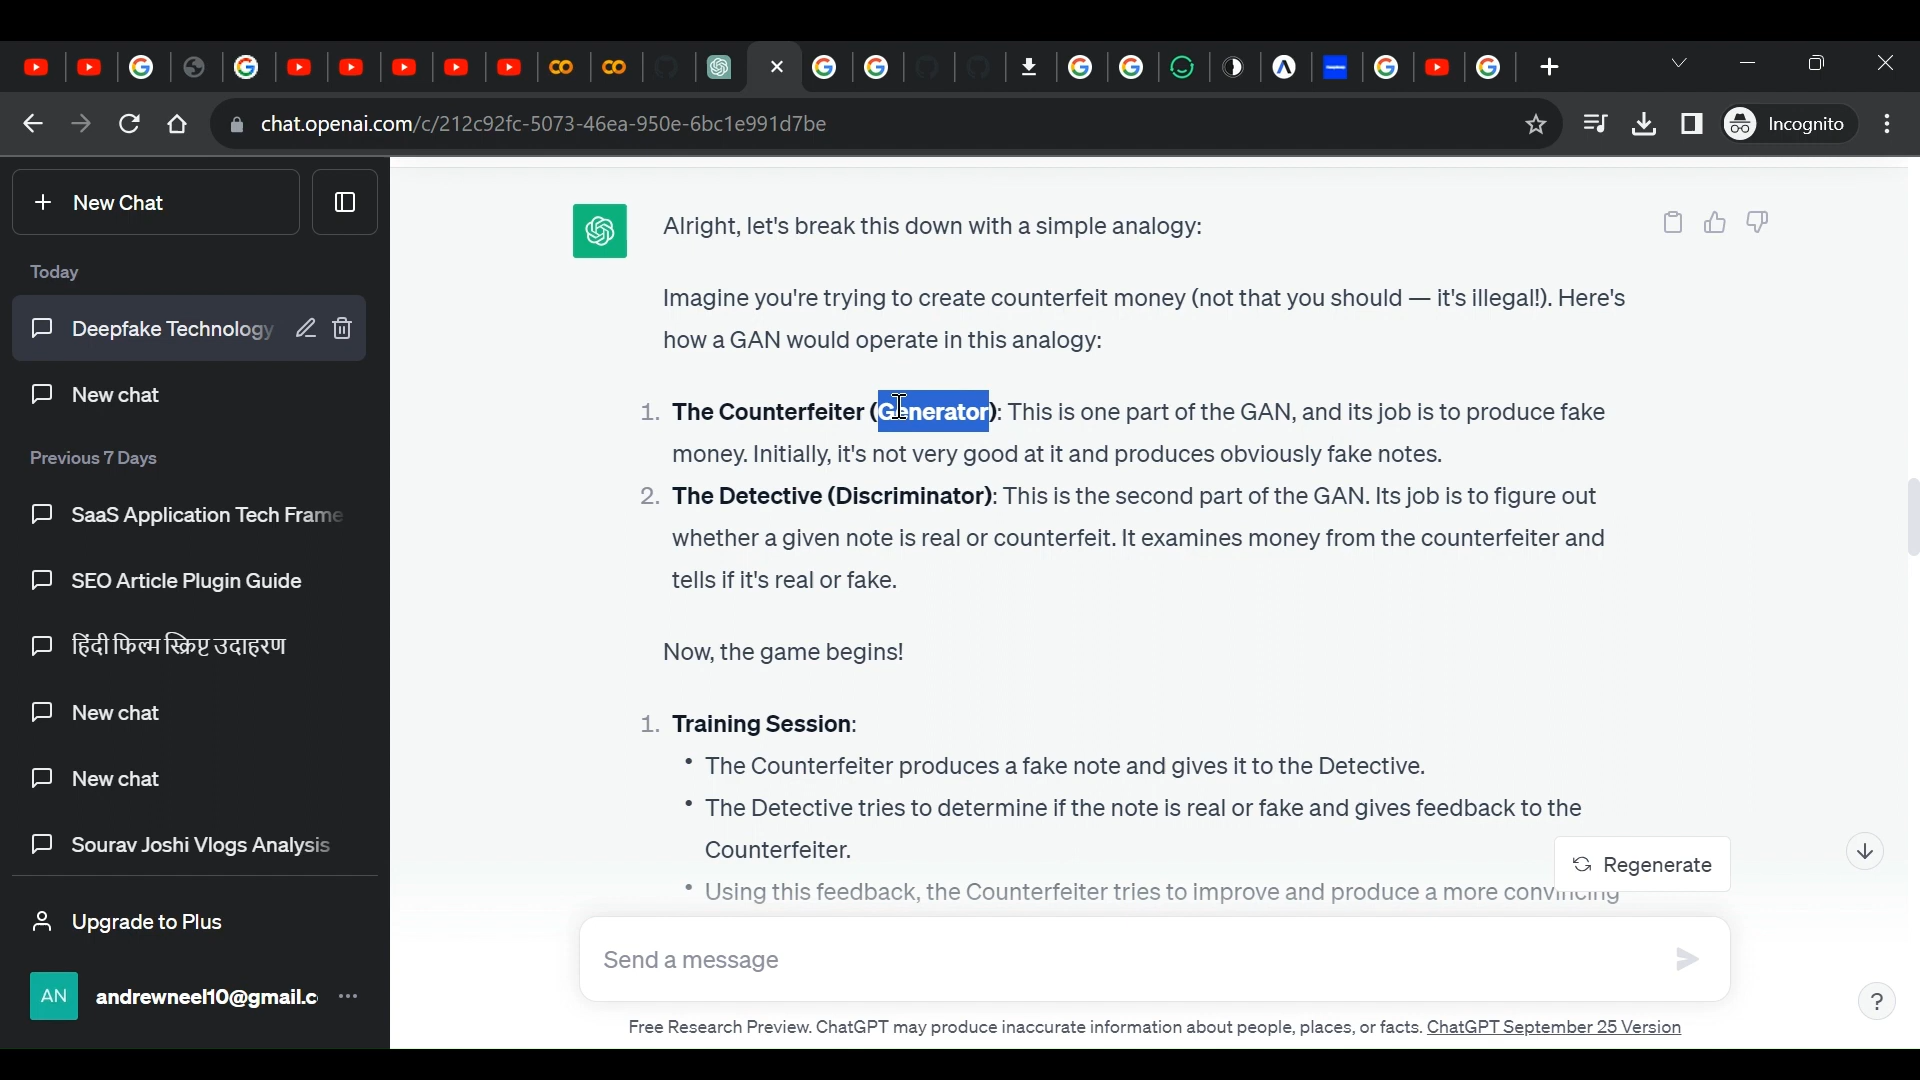 chat.openai.com/c/212c92fc-5073-46ea-950e-6bc1e991d7be
Incognito
New Chat
Today
Deepfake Technology
New chat
Previous 7 Days
SaaS Application Tech Frame
SEO Article Plugin Guide
हिंदी फिल्म स्क्रिप्ट उदाहरण
New chat
New chat
Sourav Joshi Vlogs Analysis
Upgrade to Plus
AN
andrewneel10@gmail.c
Alright, let's break this down with a simple analogy:
Imagine you're trying to create counterfeit money (not that you should — it's illegal!). Here's
how a GAN would operate in this analogy:
1. The Counterfeiter (Generator): This is one part of the GAN, and its job is to produce fake
money. Initially, it's not very good at it and produces obviously fake notes.
2. The Detective (Discriminator): This is the second part of the GAN. Its job is to figure out
whether a given note is real or counterfeit. It examines money from the counterfeiter and
tells if it's real or fake.
Now, the game begins!
1. Training Session:
• The Counterfeiter produces a fake note and gives it to the Detective.
• The Detective tries to determine if the note is real or fake and gives feedback to the
Counterfeiter.
• Using this feedback, the Counterfeiter tries to improve and produce a more convincing
Regenerate
Send a message
?
Free Research Preview. ChatGPT may produce inaccurate information about people, places, or facts. ChatGPT September 25 Version